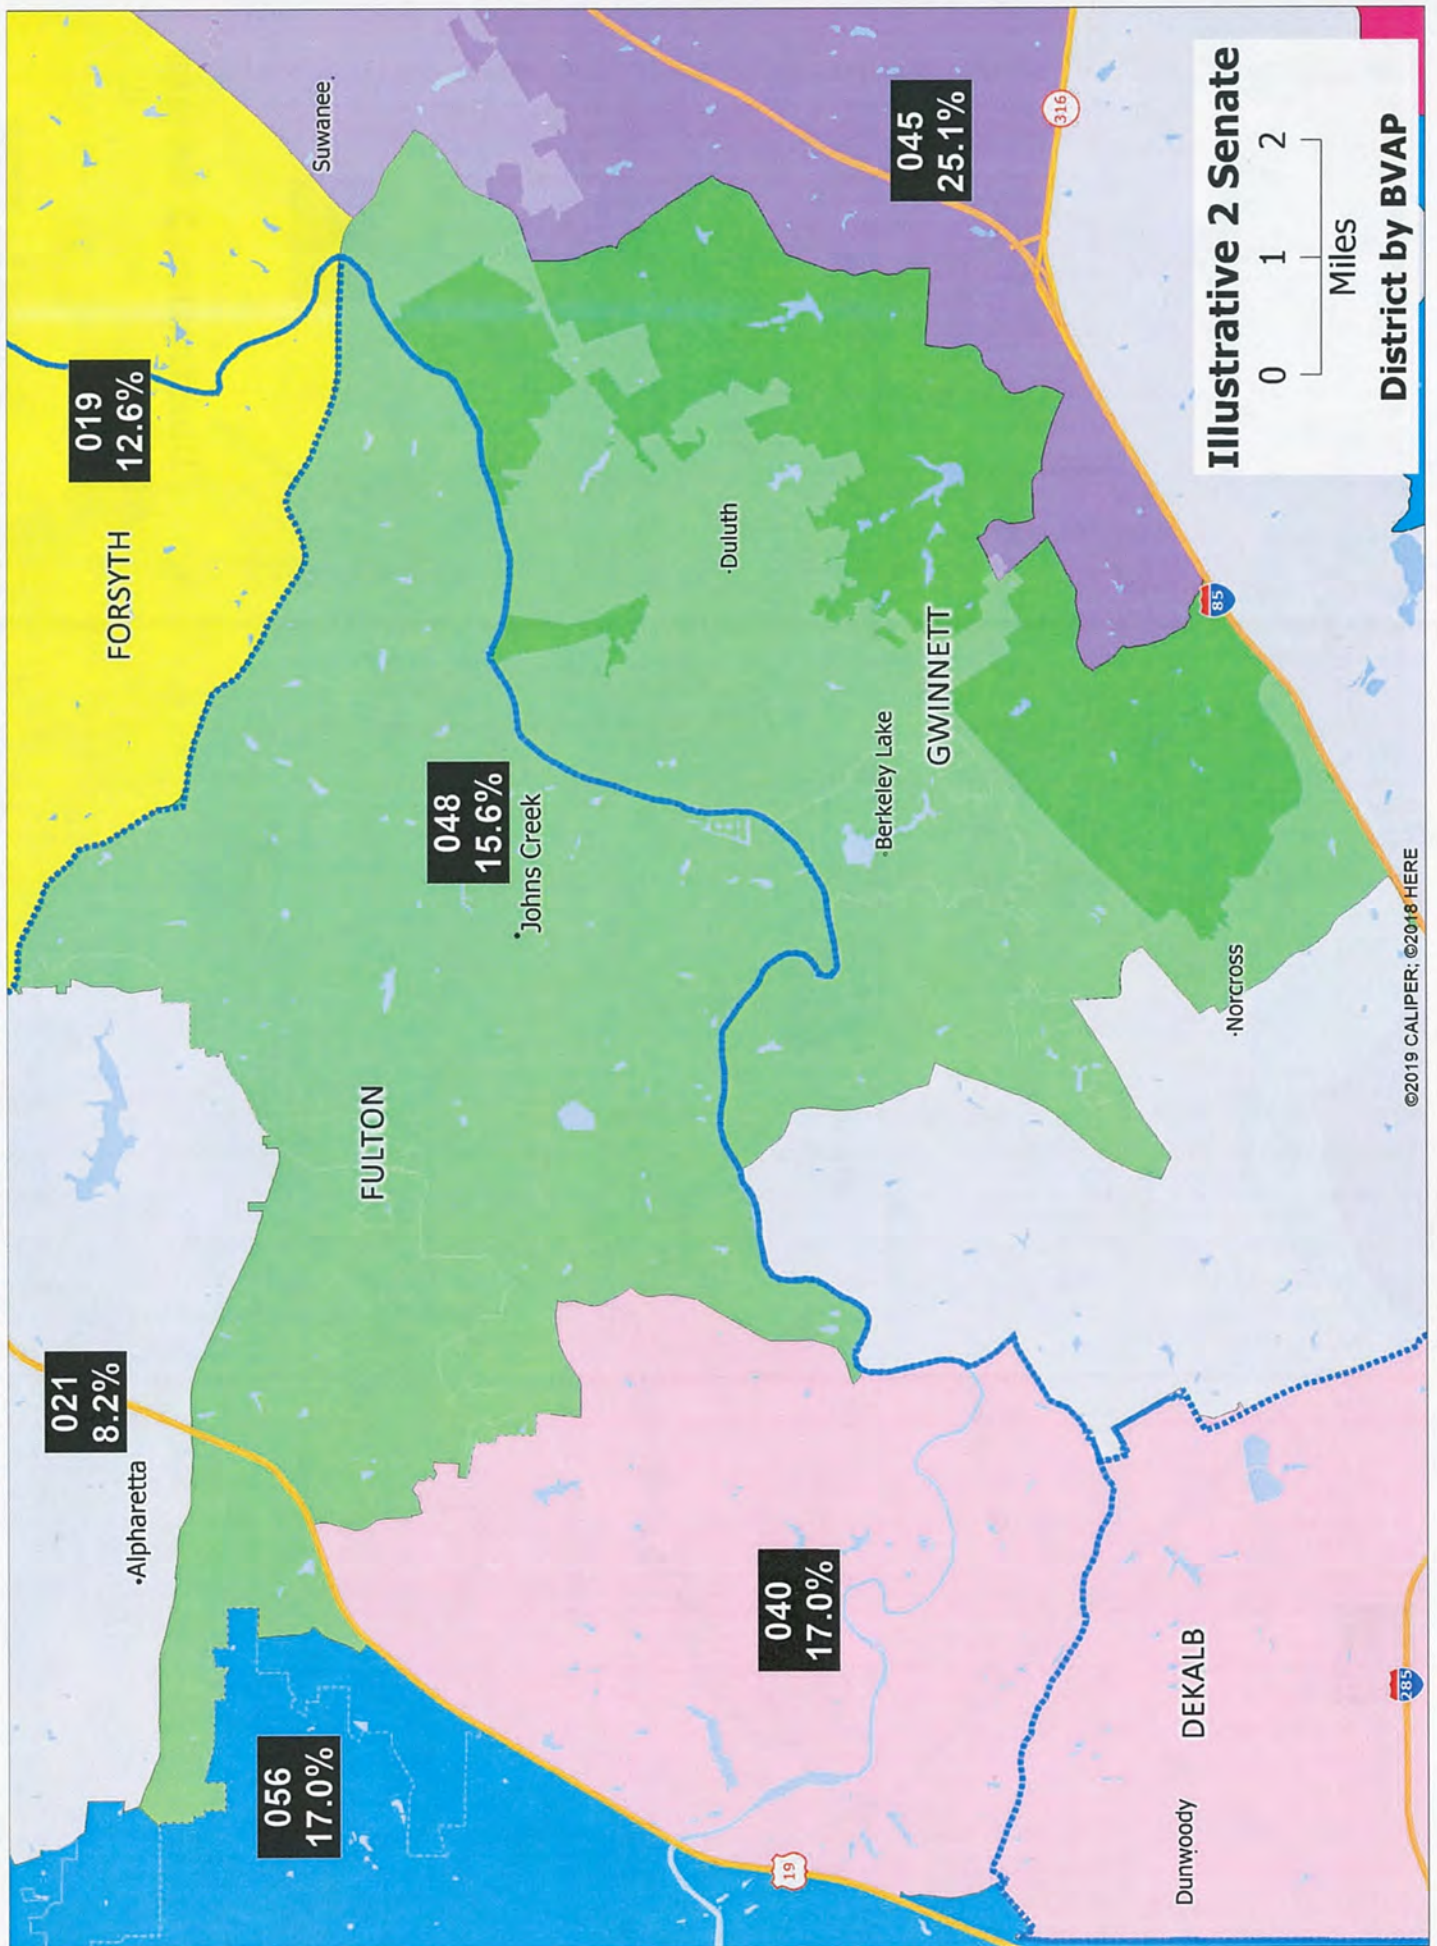 Suwanee
019
12.6%
FORSYTH
045
25.1%
316
Duluth
048
15.6%
Johns Creek
Berkeley Lake
GWINNETT
85
FULTON
Norcross
021
8.2%
Alpharetta
040
17.0%
056
17.0%
19
DEKALB
Dunwoody
285
Illustrative 2 Senate
0 1 2
Miles
District by BVAP
©2019 CALIPER; ©2018 HERE